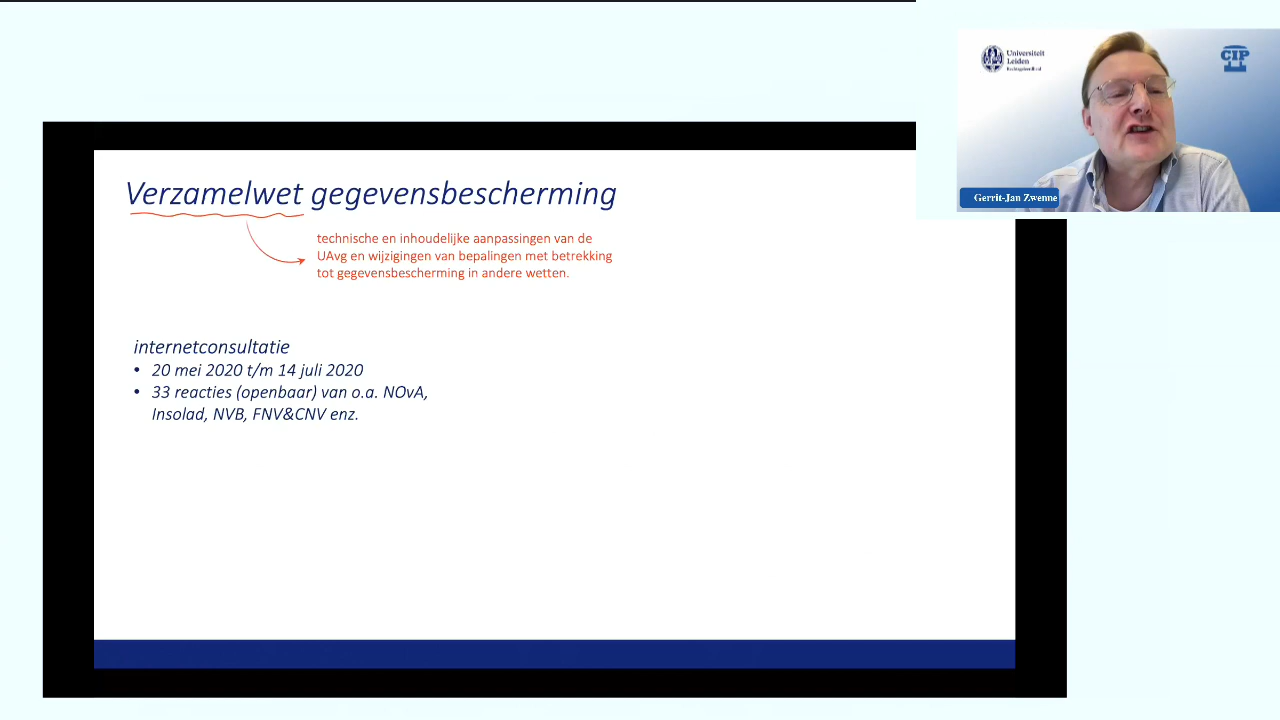 Verzamelwet gegevensbescherming
technische en inhoudelijke aanpassingen van de
UAvg en wijzigingen van bepalingen met betrekking
tot gegevensbescherming in andere wetten.
internetconsultatie
• 20 mei 2020 t/m 14 juli 2020
• 33 reacties (openbaar) van o.a. NOvA,
Insolad, NVB, FNV&CNV enz.
Universiteit
Leiden
CIP
Gerrit-Jan Zwenne